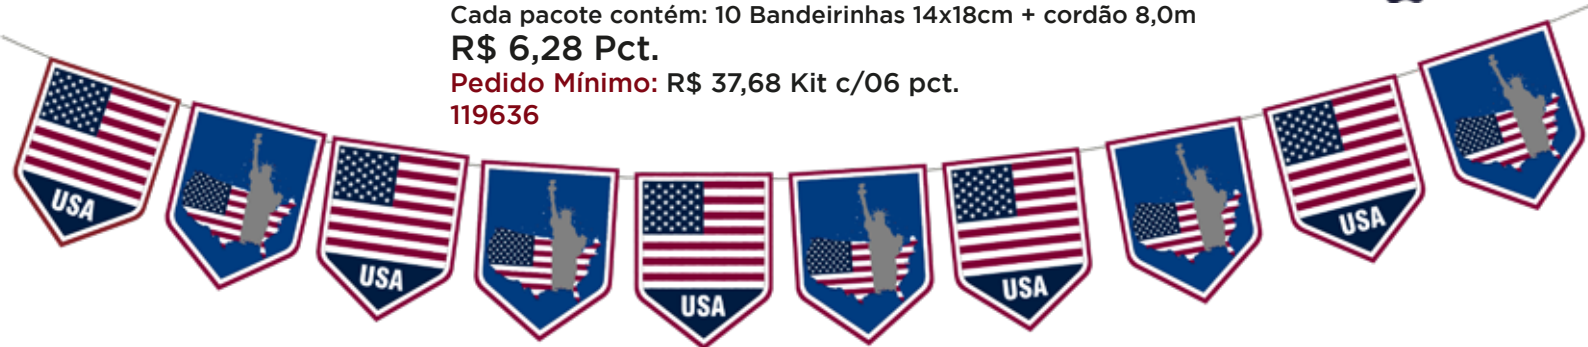 Cada pacote contém: 10 Bandeirinhas 14x18cm + cordão 8,0m
R$ 6,28 Pct.
Pedido Mínimo: R$ 37,68 Kit c/06 pct.
119636
USA
USA
USA
USA
USA